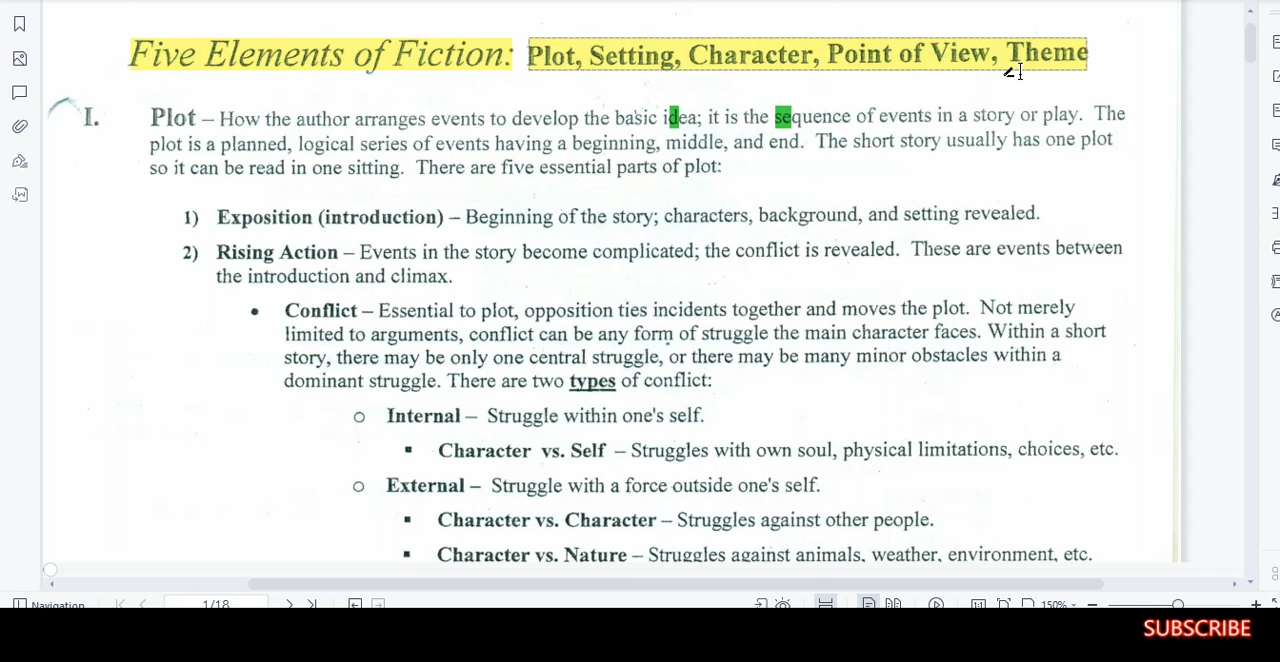 Five Elements of Fiction: Plot, Setting, Character, Point of View, Theme
I. Plot – How the author arranges events to develop the basic idea; it is the sequence of events in a story or play. The
plot is a planned, logical series of events having a beginning, middle, and end. The short story usually has one plot
so it can be read in one sitting. There are five essential parts of plot:
1) Exposition (introduction) – Beginning of the story; characters, background, and setting revealed.
2) Rising Action – Events in the story become complicated; the conflict is revealed. These are events between
the introduction and climax.
• Conflict – Essential to plot, opposition ties incidents together and moves the plot. Not merely
limited to arguments, conflict can be any form of struggle the main character faces. Within a short
story, there may be only one central struggle, or there may be many minor obstacles within a
dominant struggle. There are two types of conflict:
o Internal – Struggle within one's self.
▪ Character vs. Self – Struggles with own soul, physical limitations, choices, etc.
o External – Struggle with a force outside one's self.
▪ Character vs. Character – Struggles against other people.
▪ Character vs. Nature – Struggles against animals, weather, environment, etc.
Navigation 1/18 150%
SUBSCRIBE